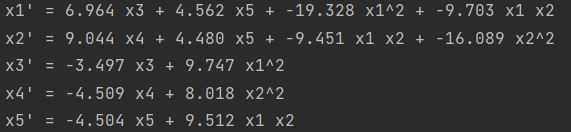 x1' = 6.964 x3 + 4.562 x5 + -19.328 x1^2 + -9.703 x1 x2
x2' = 9.044 x4 + 4.480 x5 + -9.451 x1 x2 + -16.089 x2^2
x3' = -3.497 x3 + 9.747 x1^2
x4' = -4.509 x4 + 8.018 x2^2
x5' = -4.504 x5 + 9.512 x1 x2